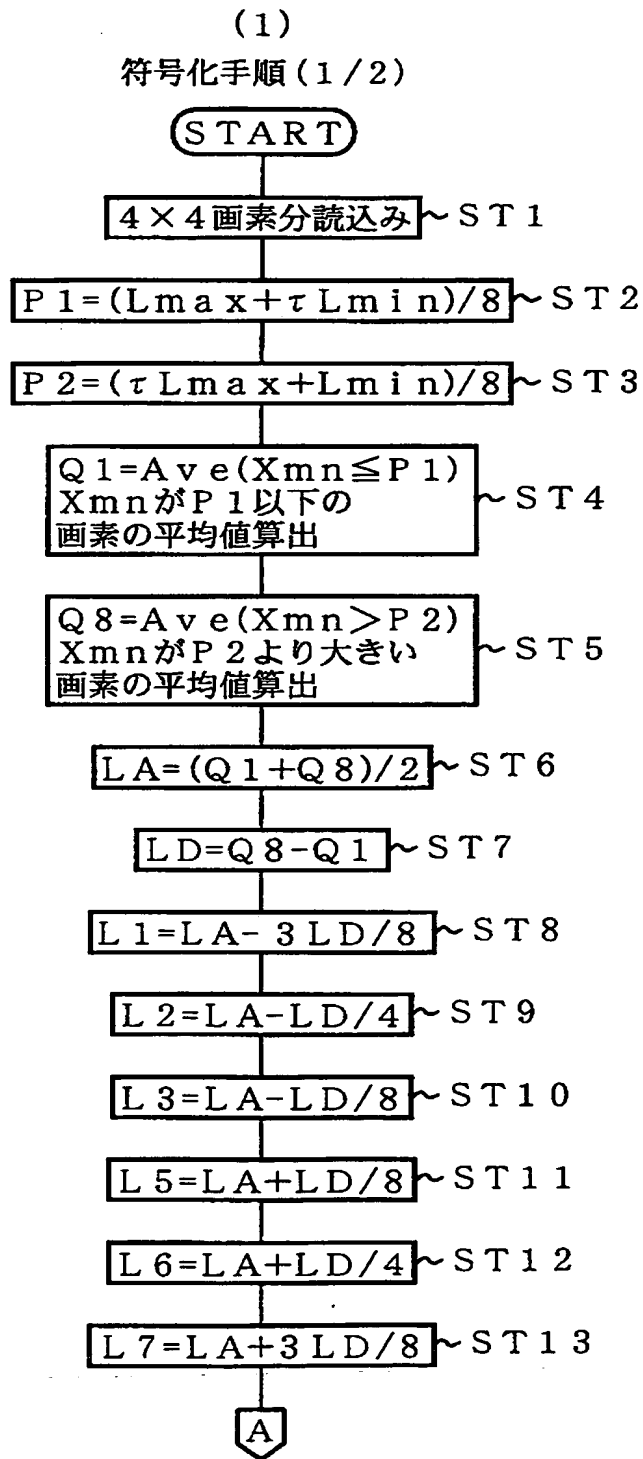 (1)
符号化手順(1/2)
START
4×4画素分読込み ST1
P1=(Lmax+τLmin)/8 ST2
P2=(τLmax+Lmin)/8 ST3
Q1=Ave(Xmn≦P1)
XmnがP1以下の
画素の平均値算出
ST4
Q8=Ave(Xmn>P2)
XmnがP2より大きい
画素の平均値算出
ST5
LA=(Q1+Q8)/2 ST6
LD=Q8-Q1 ST7
L1=LA-3LD/8 ST8
L2=LA-LD/4 ST9
L3=LA-LD/8 ST10
L5=LA+LD/8 ST11
L6=LA+LD/4 ST12
L7=LA+3LD/8 ST13
A